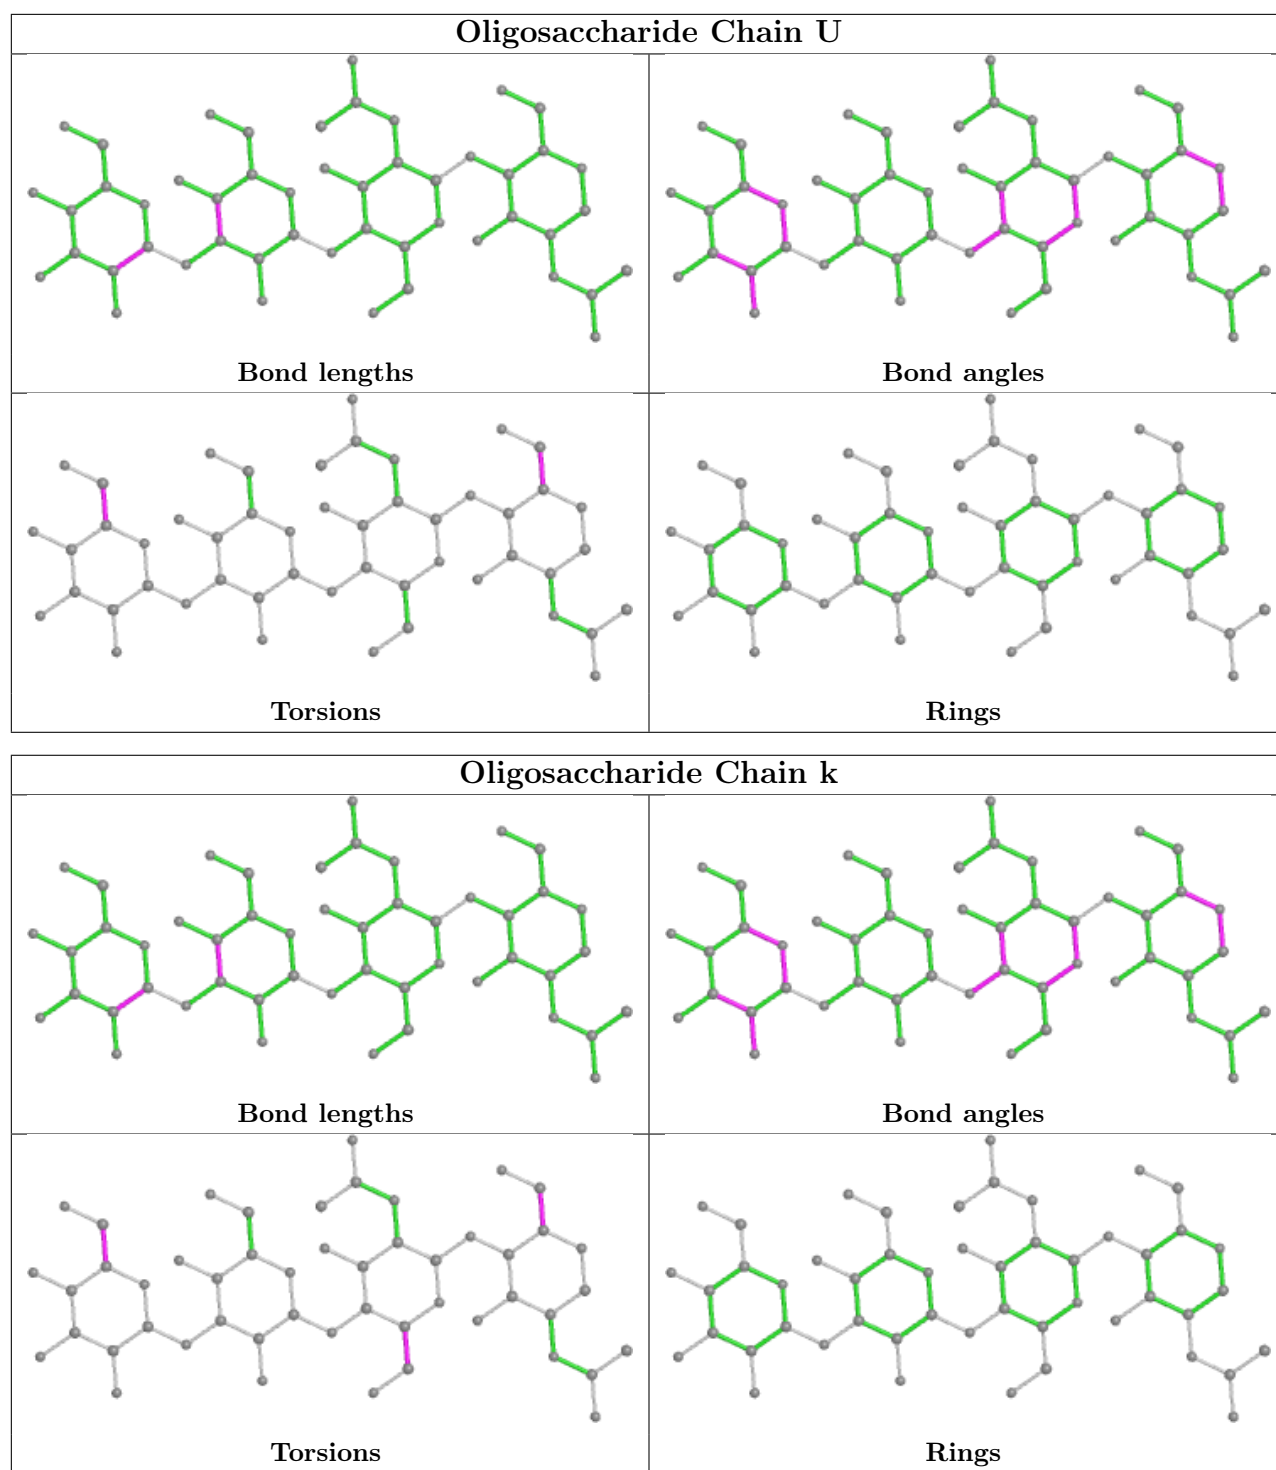 Oligosaccharide Chain U
Bond lengths
Bond angles
Torsions
Rings
Oligosaccharide Chain k
Bond lengths
Bond angles
Torsions
Rings